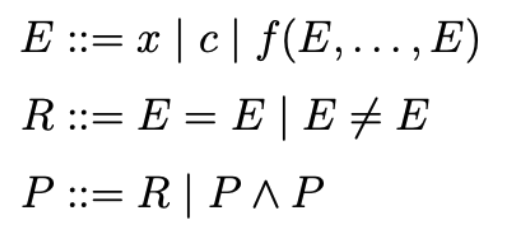 E ::= x | c | f(E, . . . , E)
R ::= E = E | E ≠ E
P ::= R | P ∧ P